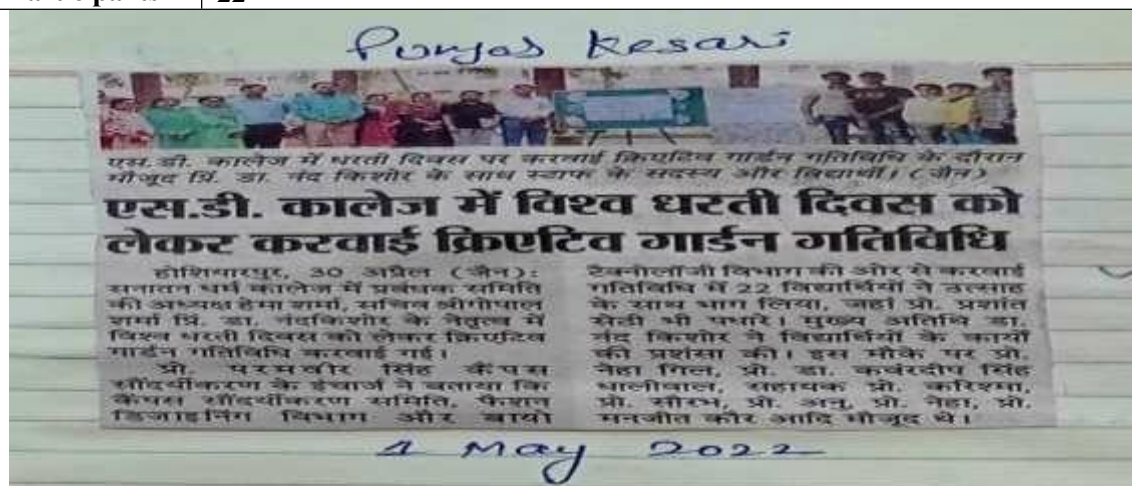 22
Punjab Kesari
एस.डी. कालेज में धरती दिवस पर करवाई क्रिएटिव गार्डन गतिविधि के दौरान
मौजूद प्रिं. डा. नंद किशोर के साथ स्टाफ के सदस्य और विद्यार्थी। (जैन)
एस.डी. कालेज में विश्व धरती दिवस को
लेकर करवाई क्रिएटिव गार्डन गतिविधि
होशियारपुर, 30 अप्रैल (जैन):
सनातन धर्म कालेज में प्रबंधक समिति
की अध्यक्ष हेमा शर्मा, सचिव श्रीगोपाल
शर्मा प्रिं. डा. नंदकिशोर के नेतृत्व में
विश्व धरती दिवस को लेकर क्रिएटिव
गार्डन गतिविधि करवाई गई।
प्रो. परमवीर सिंह कैंपस
सौंदर्यीकरण के इंचार्ज ने बताया कि
कैंपस सौंदर्यीकरण समिति, फैशन
डिजाइनिंग विभाग और बायो
टैक्नोलॉजी विभाग की ओर से करवाई
गतिविधि में 22 विद्यार्थियों ने उत्साह
के साथ भाग लिया, जहां प्रो. प्रशांत
सेठी भी पधारे। मुख्य अतिथि डा.
नंद किशोर ने विद्यार्थियों के कार्यों
की प्रशंसा की। इस मौके पर प्रो.
नेहा गिल, प्रो. डा. कवंरदीप सिंह
धालीवाल, सहायक प्रो. करिश्मा,
प्रो. सौरभ, प्रो. अनु, प्रो. नेहा, प्रो.
मनजीत कौर आदि मौजूद थे।
1 May 2022